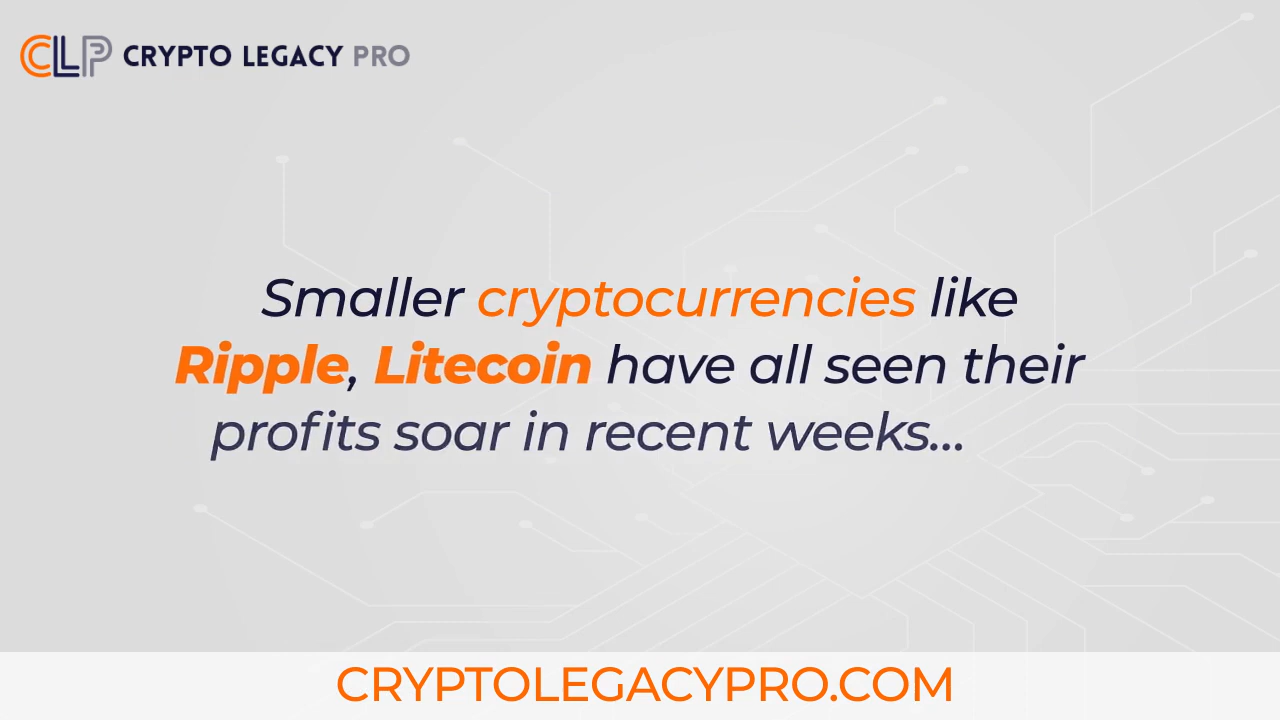 CLP CRYPTO LEGACY PRO
Smaller cryptocurrencies like
Ripple, Litecoin have all seen their
profits soar in recent weeks...
CRYPTOLEGACYPRO.COM